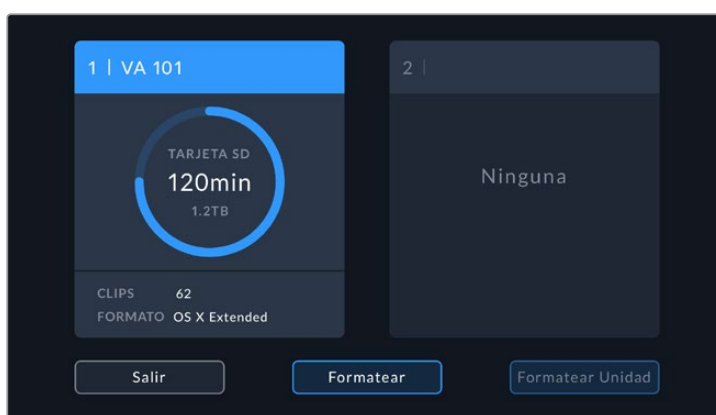 1 | VA 101
TARJETA SD
120min
1.2TB
CLIPS 62
FORMATO OS X Extended
2 |
Ninguna
Salir
Formatear
Formatear Unidad